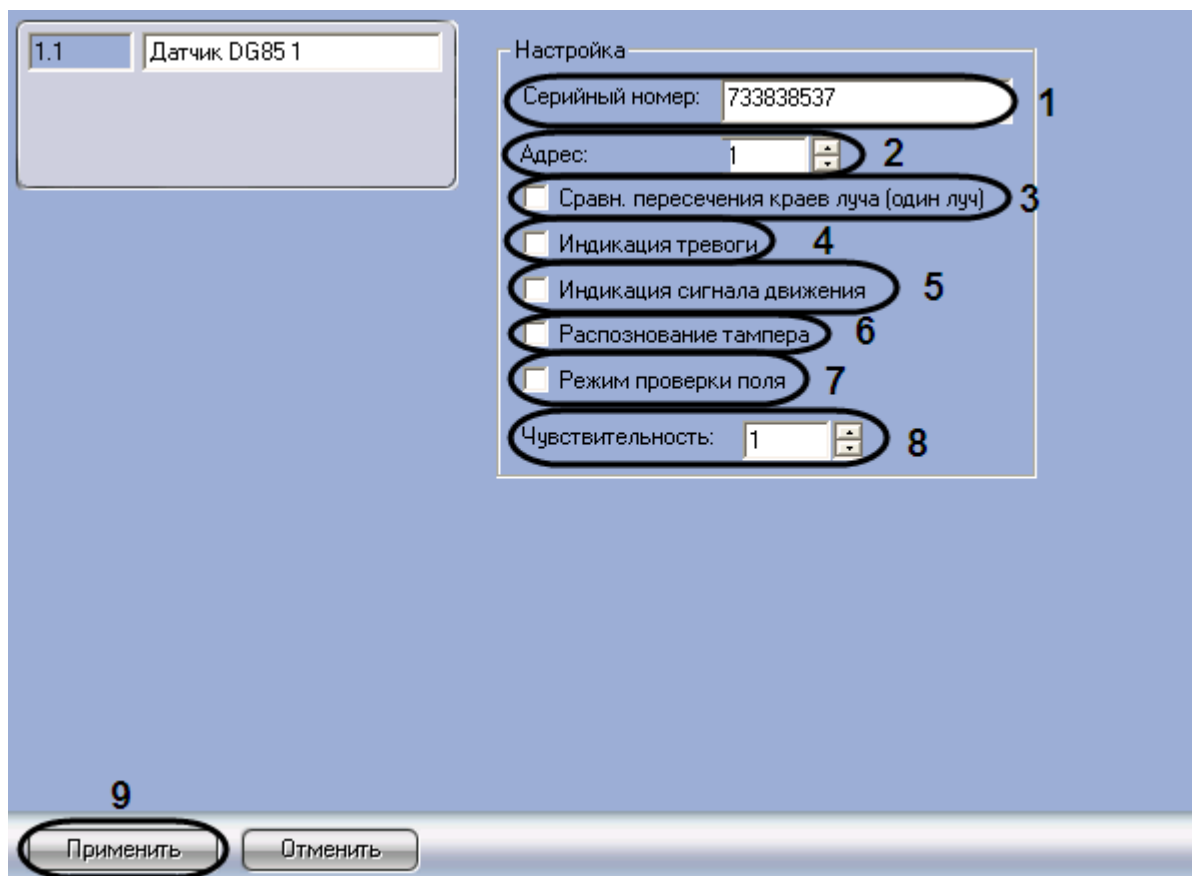 1.1 Датчик DG85 1
Настройка
Серийный номер: 733838537 1
Адрес: 1 2
Сравн. пересечения краев луча (один луч) 3
Индикация тревоги 4
Индикация сигнала движения 5
Распознование тампера 6
Режим проверки поля 7
Чувствительность: 1 8
9
Применить Отменить